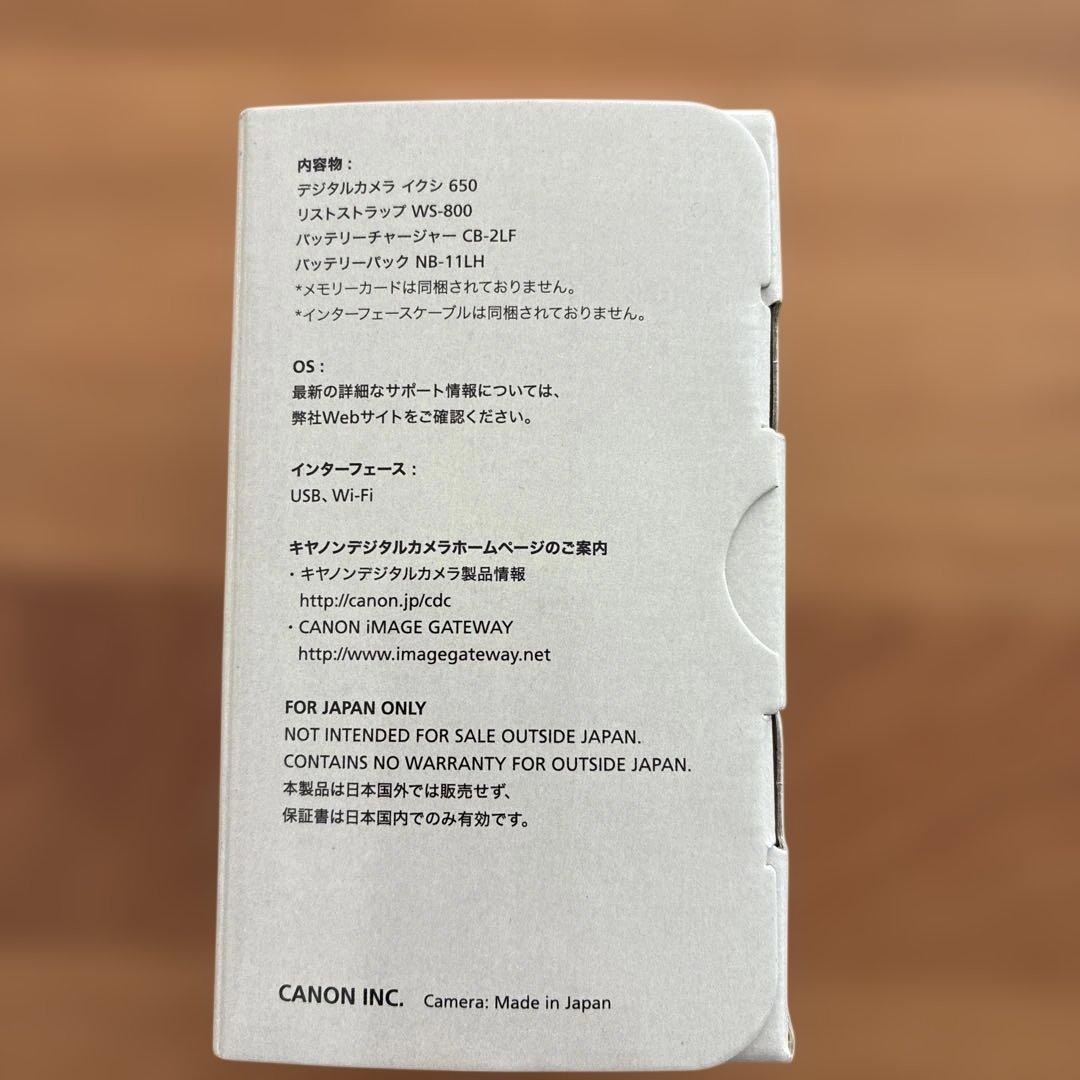 内容物：
デジタルカメラ イクシ 650
リストストラップ WS-800
バッテリーチャージャー CB-2LF
バッテリーパック NB-11LH
*メモリーカードは同梱されておりません。
*インターフェースケーブルは同梱されておりません。
OS：
最新の詳細なサポート情報については、
弊社Webサイトをご確認ください。
インターフェース：
USB、Wi-Fi
キヤノンデジタルカメラホームページのご案内
・キヤノンデジタルカメラ製品情報
http://canon.jp/cdc
・CANON iMAGE GATEWAY
http://www.imagegateway.net
FOR JAPAN ONLY
NOT INTENDED FOR SALE OUTSIDE JAPAN.
CONTAINS NO WARRANTY FOR OUTSIDE JAPAN.
本製品は日本国外では販売せず、
保証書は日本国内でのみ有効です。
CANON INC. Camera: Made in Japan